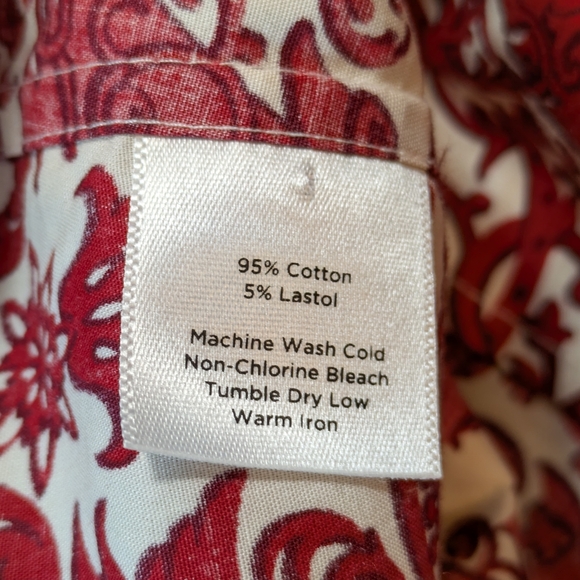 95% Cotton
5% Lastol
Machine Wash Cold
Non-Chlorine Bleach
Tumble Dry Low
Warm Iron